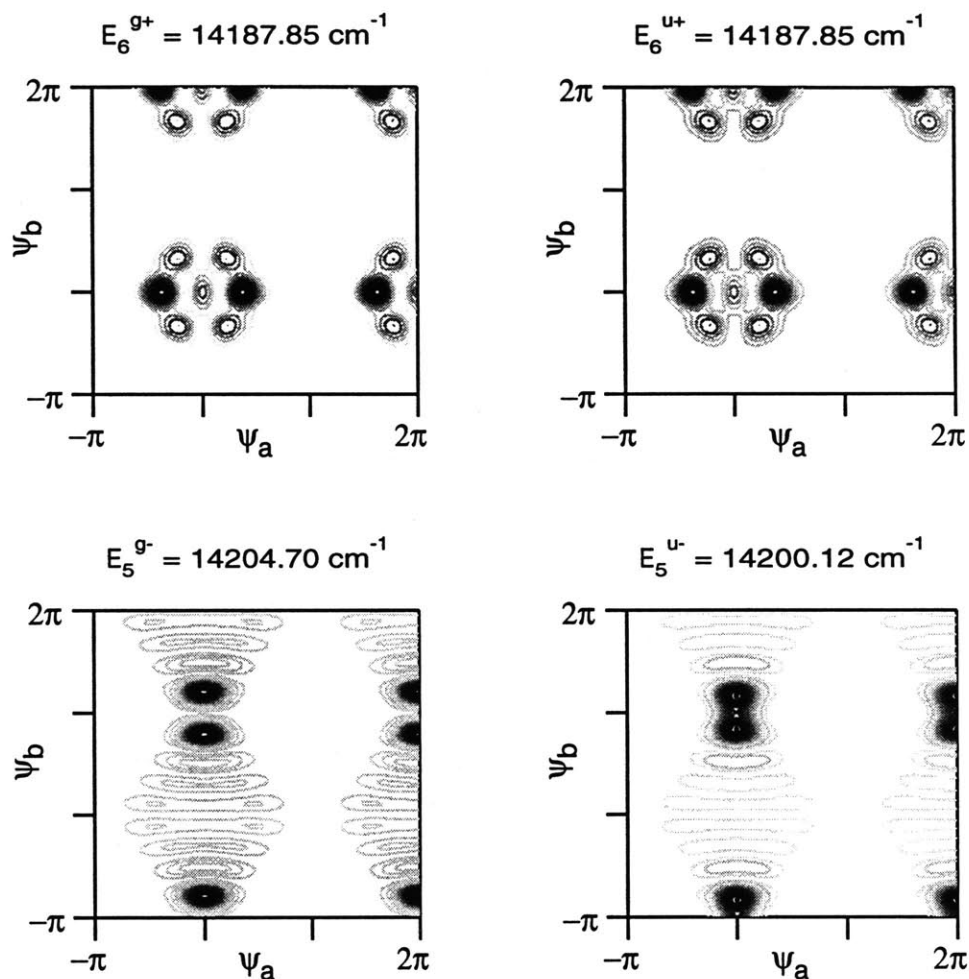 E₆ᵍ⁺ = 14187.85 cm⁻¹
E₆ᵘ⁺ = 14187.85 cm⁻¹
2π
ψb
−π
−π ψa 2π
2π
ψb
−π
−π ψa 2π
E₅ᵍ⁻ = 14204.70 cm⁻¹
E₅ᵘ⁻ = 14200.12 cm⁻¹
2π
ψb
−π
−π ψa 2π
2π
ψb
−π
−π ψa 2π